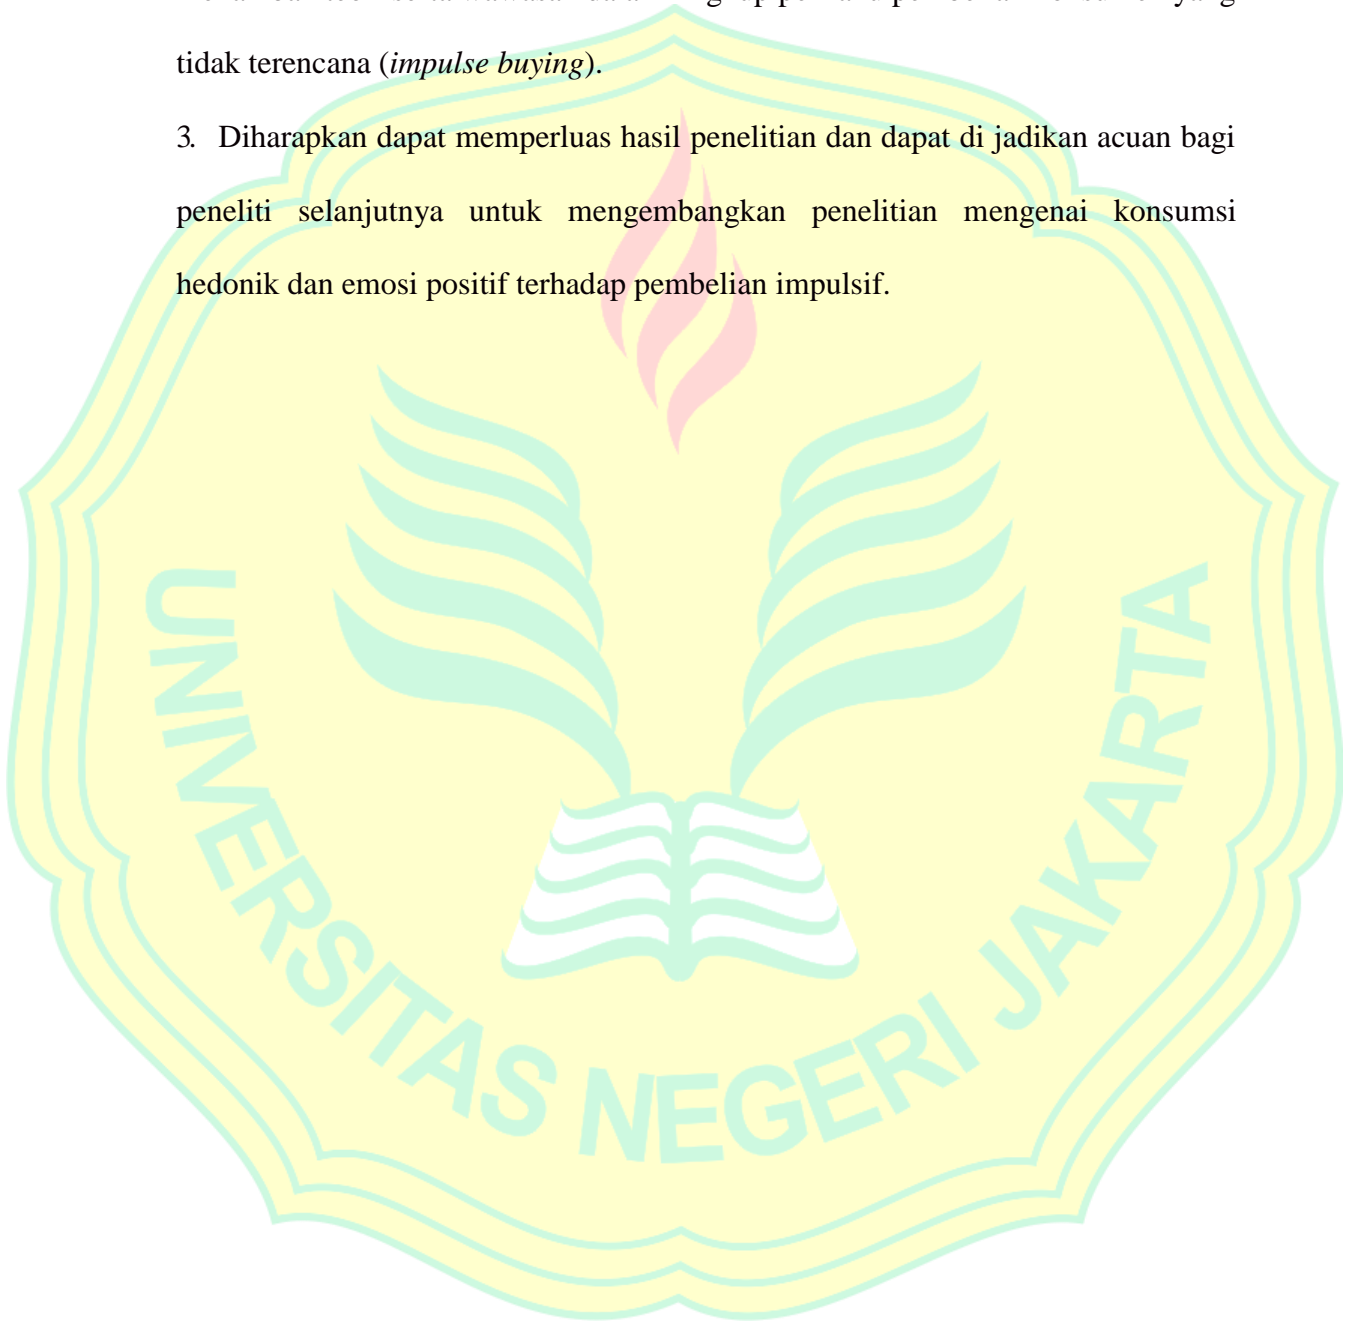 tidak terencana (impulse buying).
3. Diharapkan dapat memperluas hasil penelitian dan dapat di jadikan acuan bagi
peneliti selanjutnya untuk mengembangkan penelitian mengenai konsumsi
hedonik dan emosi positif terhadap pembelian impulsif.
UNIVERSITAS NEGERI JAKARTA